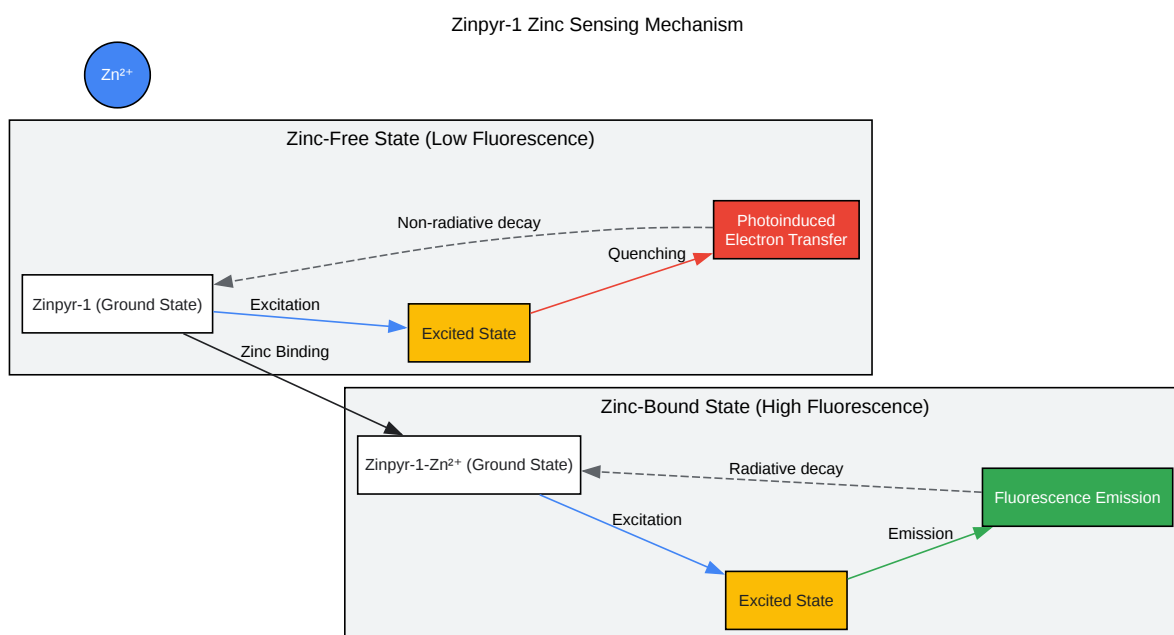 Zinpyr-1 Zinc Sensing Mechanism
Zn²⁺
Zinc-Free State (Low Fluorescence)
Non-radiative decay
Photoinduced
Electron Transfer
Quenching
Zinpyr-1 (Ground State)
Excitation
Excited State
Zinc Binding
Zinc-Bound State (High Fluorescence)
Zinpyr-1-Zn²⁺ (Ground State)
Radiative decay
Fluorescence Emission
Excitation
Emission
Excited State